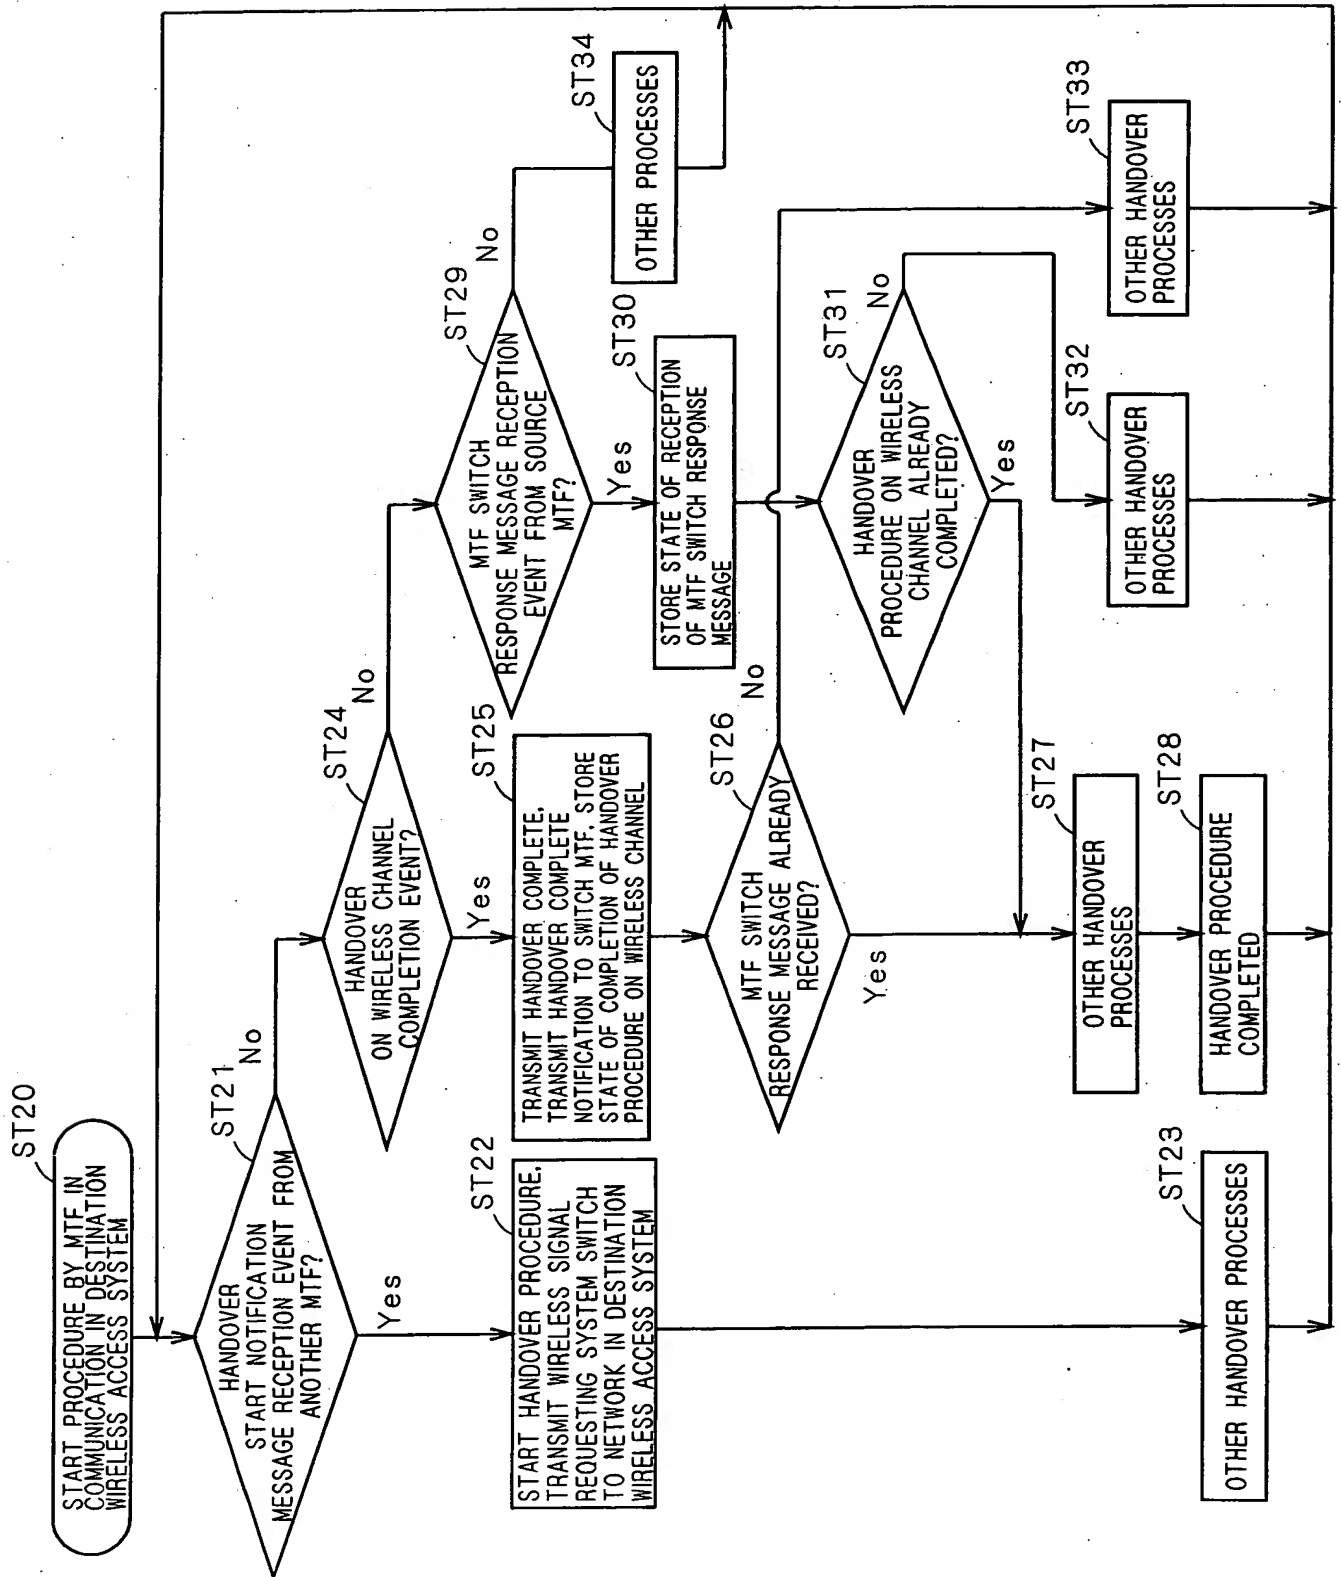 ST20
START PROCEDURE BY MTF IN
COMMUNICATION IN DESTINATION
WIRELESS ACCESS SYSTEM
ST21
HANDOVER
START NOTIFICATION
MESSAGE RECEPTION EVENT FROM
ANOTHER MTF?
No
Yes
ST22
START HANDOVER PROCEDURE,
TRANSMIT WIRELESS SIGNAL
REQUESTING SYSTEM SWITCH
TO NETWORK IN DESTINATION
WIRELESS ACCESS SYSTEM
ST23
OTHER HANDOVER PROCESSES
ST24
HANDOVER
ON WIRELESS CHANNEL
COMPLETION EVENT?
No
Yes
ST25
TRANSMIT HANDOVER COMPLETE,
TRANSMIT HANDOVER COMPLETE
NOTIFICATION TO SWITCH MTF, STORE
STATE OF COMPLETION OF HANDOVER
PROCEDURE ON WIRELESS CHANNEL
ST26
MTF SWITCH
RESPONSE MESSAGE ALREADY
RECEIVED?
No
Yes
ST27
OTHER HANDOVER
PROCESSES
ST28
HANDOVER PROCEDURE
COMPLETED
ST29
MTF SWITCH
RESPONSE MESSAGE RECEPTION
EVENT FROM SOURCE
MTF?
No
Yes
ST30
STORE STATE OF RECEPTION
OF MTF SWITCH RESPONSE
MESSAGE
ST31
HANDOVER
PROCEDURE ON WIRELESS
CHANNEL ALREADY
COMPLETED?
No
Yes
ST32
OTHER HANDOVER
PROCESSES
ST33
OTHER HANDOVER
PROCESSES
ST34
OTHER PROCESSES